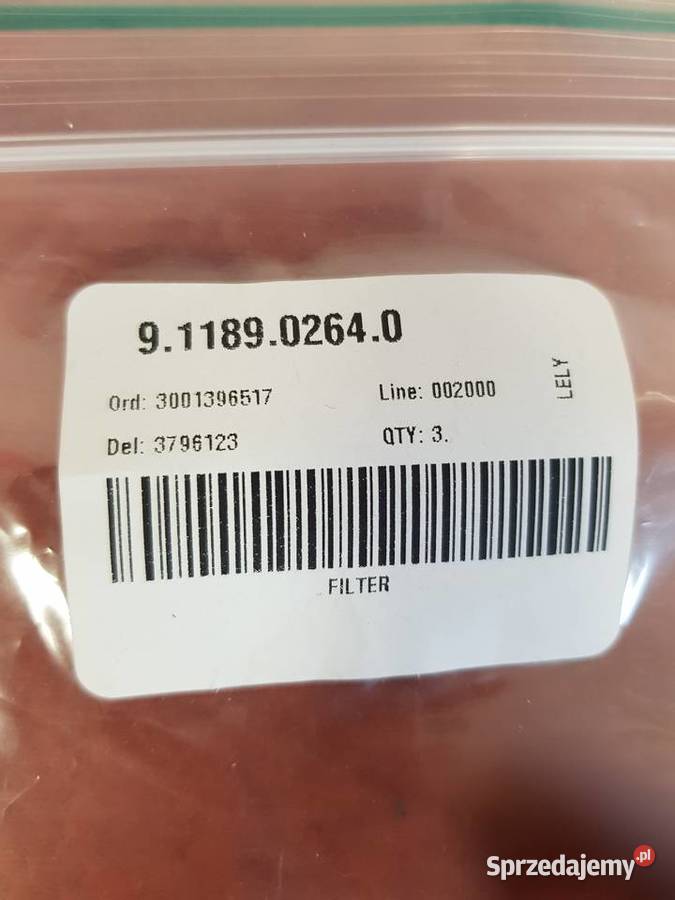 9.1189.0264.0
Ord: 3001396517 Line: 002000
LELY
Del: 3796123 QTY: 3.
FILTER
Sprzedajemy.pl